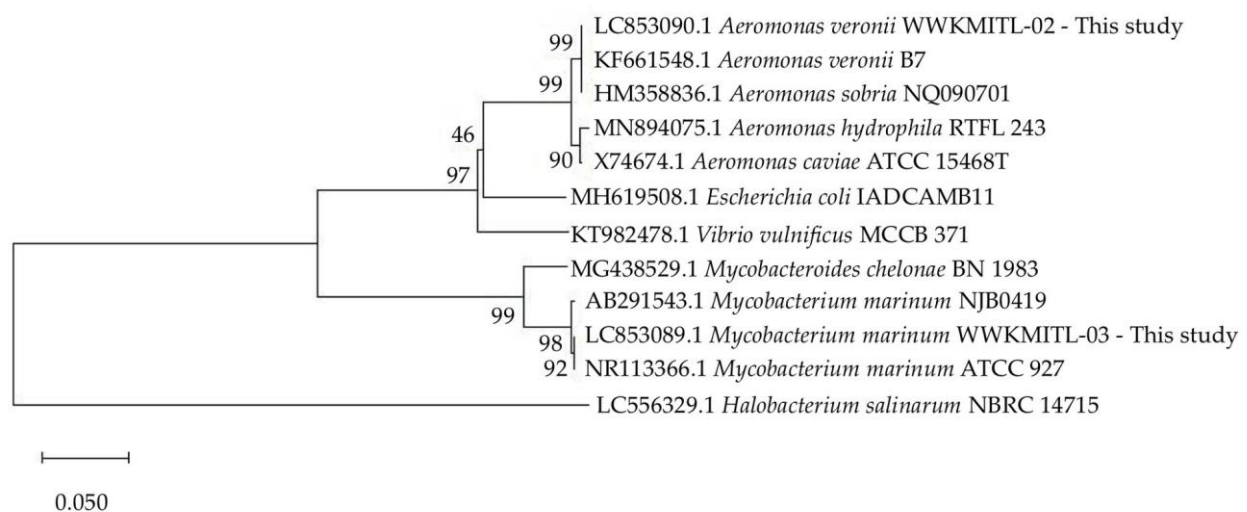 LC853090.1 Aeromonas veronii WWKMITL-02 - This study
99
KF661548.1 Aeromonas veronii B7
99
HM358836.1 Aeromonas sobria NQ090701
46
MN894075.1 Aeromonas hydrophila RTFL 243
90
X74674.1 Aeromonas caviae ATCC 15468T
97
MH619508.1 Escherichia coli IADCAMB11
KT982478.1 Vibrio vulnificus MCCB 371
MG438529.1 Mycobacteroides chelonae BN 1983
AB291543.1 Mycobacterium marinum NJB0419
99
LC853089.1 Mycobacterium marinum WWKMITL-03 - This study
98
92
NR113366.1 Mycobacterium marinum ATCC 927
LC556329.1 Halobacterium salinarum NBRC 14715
0.050